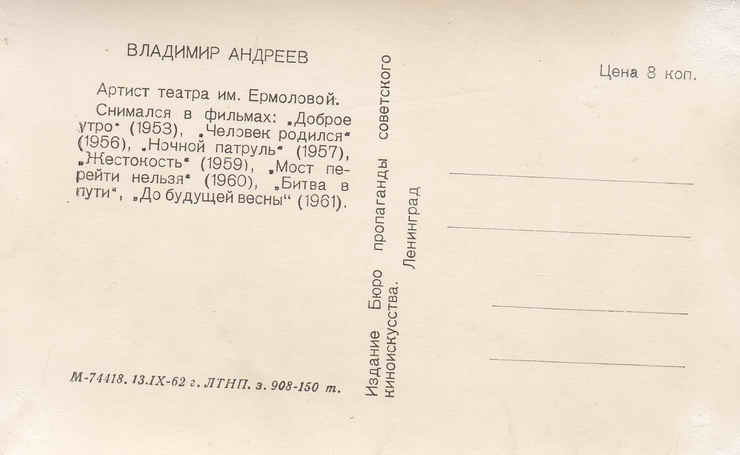 ВЛАДИМИР АНДРЕЕВ
Артист театра им. Ермоловой.
Снимался в фильмах: „Доброе
утро“ (1953), „Человек родился“
(1956), „Ночной патруль“ (1957),
„Жестокость“ (1959), „Мост пе-
рейти нельзя“ (1960), „Битва в
пути“, „До будущей весны“ (1961).
М-74418. 13.IX-62 г. ЛТНП. з. 908-150 т.
Издание Бюро пропаганды советского
киноискусства. Ленинград
Цена 8 коп.